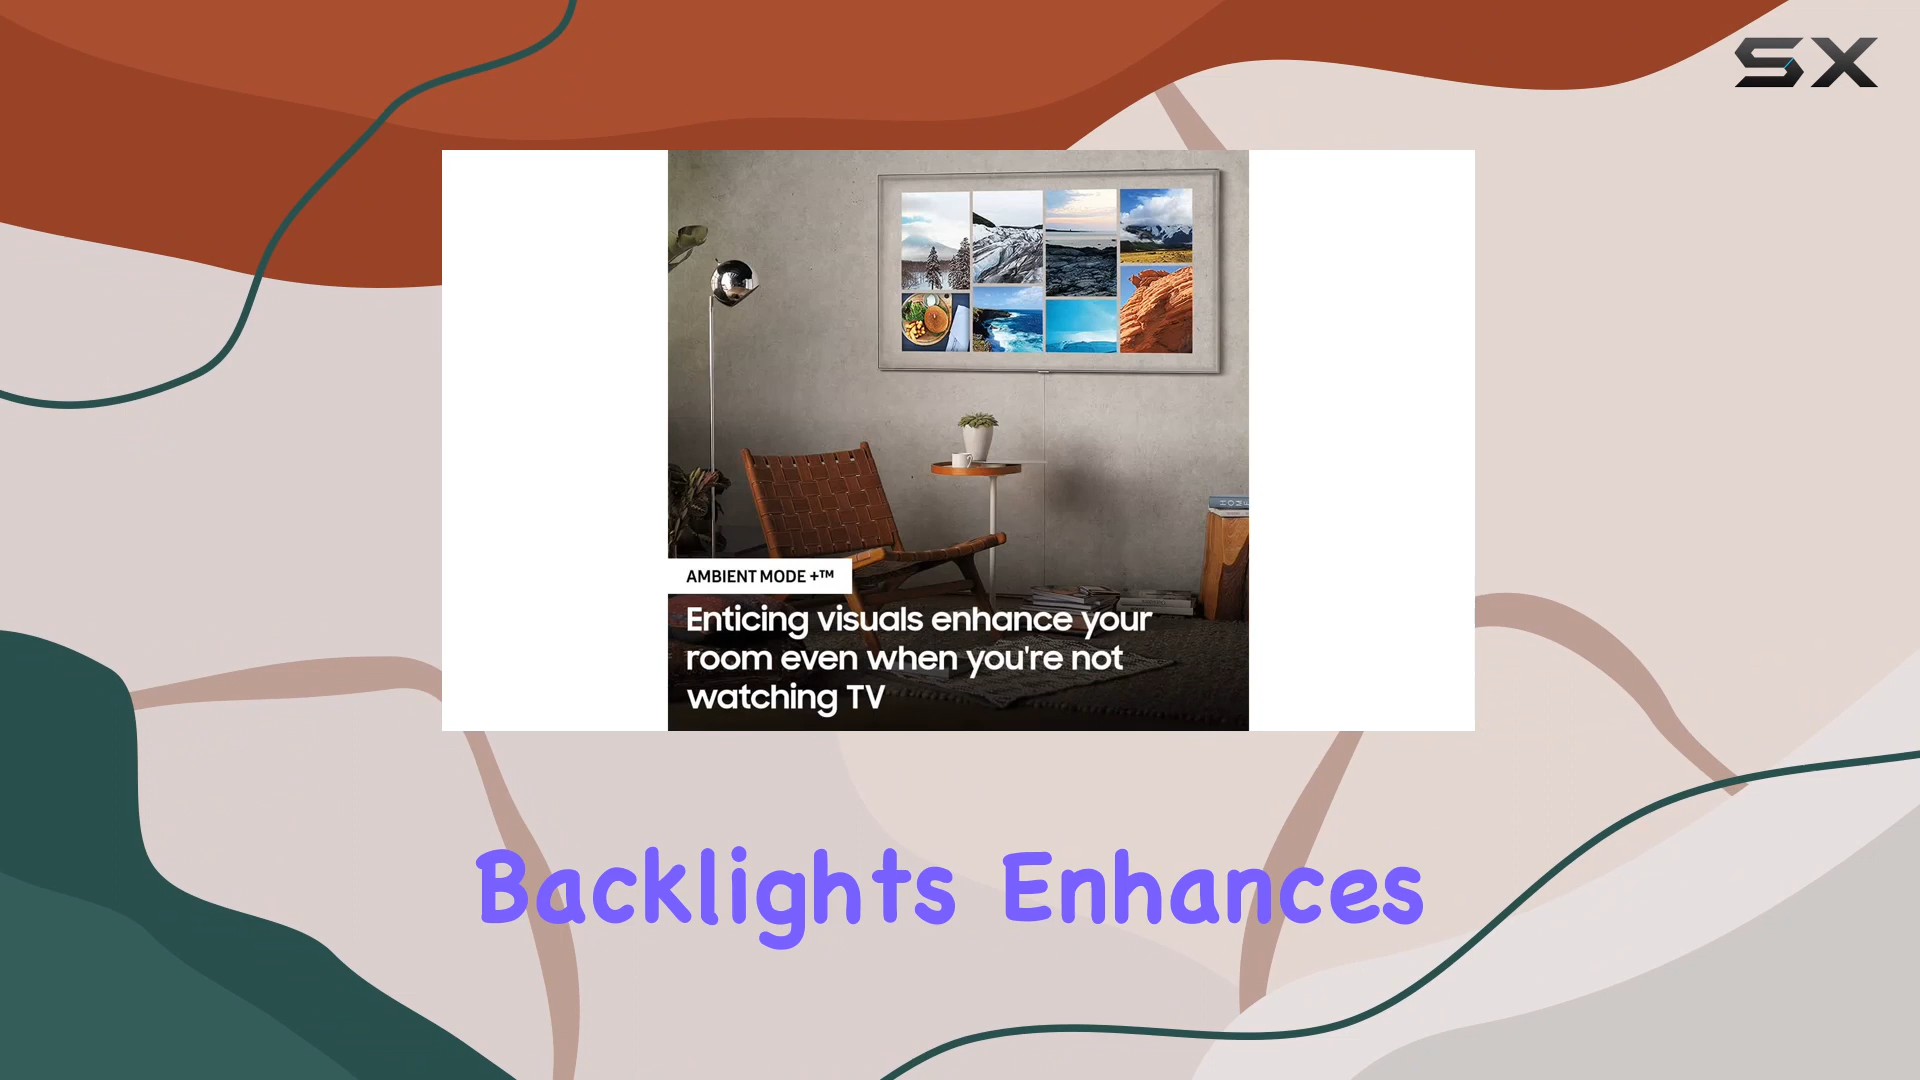 SX
AMBIENT MODE +™
Enticing visuals enhance your
room even when you're not
watching TV
Backlights Enhances